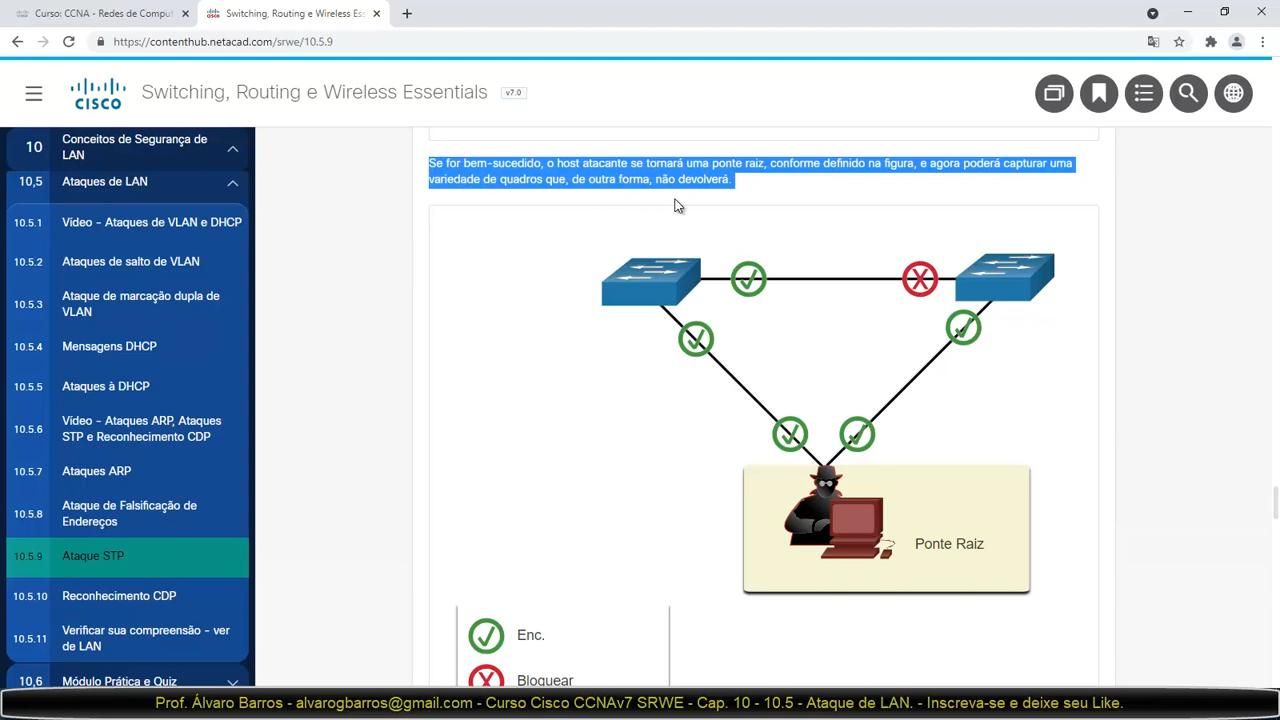 Curso: CCNA - Redes de Comput
Switching, Routing e Wireless Ess
https://contenthub.netacad.com/srwe/10.5.9
CISCO
Switching, Routing e Wireless Essentials
v7.0
10
Conceitos de Segurança de
LAN
10,5
Ataques de LAN
10.5.1
Vídeo – Ataques de VLAN e DHCP
10.5.2
Ataques de salto de VLAN
10.5.3
Ataque de marcação dupla de
VLAN
10.5.4
Mensagens DHCP
10.5.5
Ataques à DHCP
10.5.6
Vídeo – Ataques ARP, Ataques
STP e Reconhecimento CDP
10.5.7
Ataques ARP
10.5.8
Ataque de Falsificação de
Endereços
10.5.9
Ataque STP
10.5.10
Reconhecimento CDP
10.5.11
Verificar sua compreensão – ver
de LAN
10,6
Módulo Prática e Quiz
Se for bem-sucedido, o host atacante se tornará uma ponte raiz, conforme definido na figura, e agora poderá capturar uma
variedade de quadros que, de outra forma, não devolverá.
Ponte Raiz
Enc.
Bloquear
Prof. Álvaro Barros - alvarogbarros@gmail.com - Curso Cisco CCNAv7 SRWE - Cap. 10 - 10.5 - Ataque de LAN. - Inscreva-se e deixe seu Like.